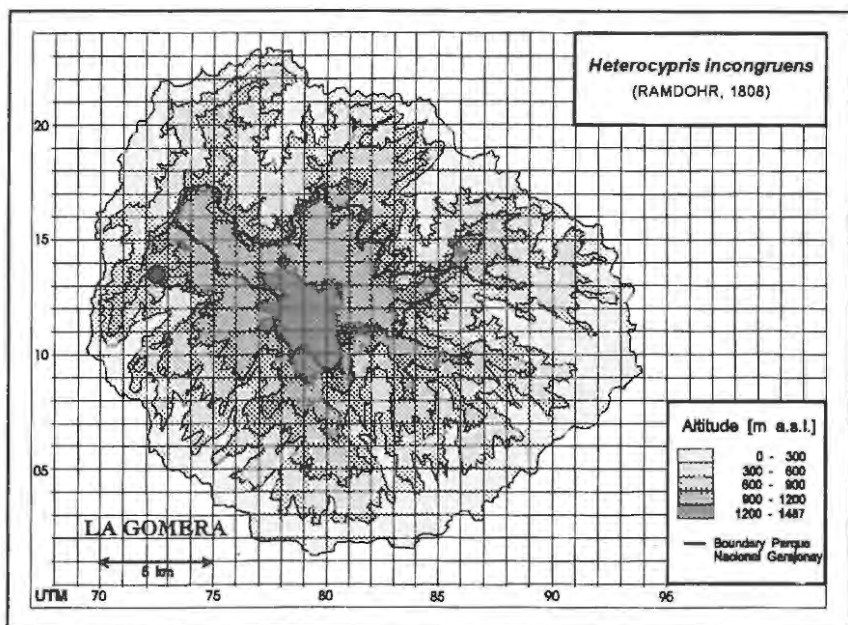 Heterocypris incongruens
(RAMDOHR, 1808)
20
15
10
05
Altitude [m a.s.l.]
0 - 300
300 - 600
600 - 900
900 - 1200
1200 - 1487
Boundary Parque
Nacional Garajonay
LA GOMERA
5 km
UTM 70 75 80 85 90 95